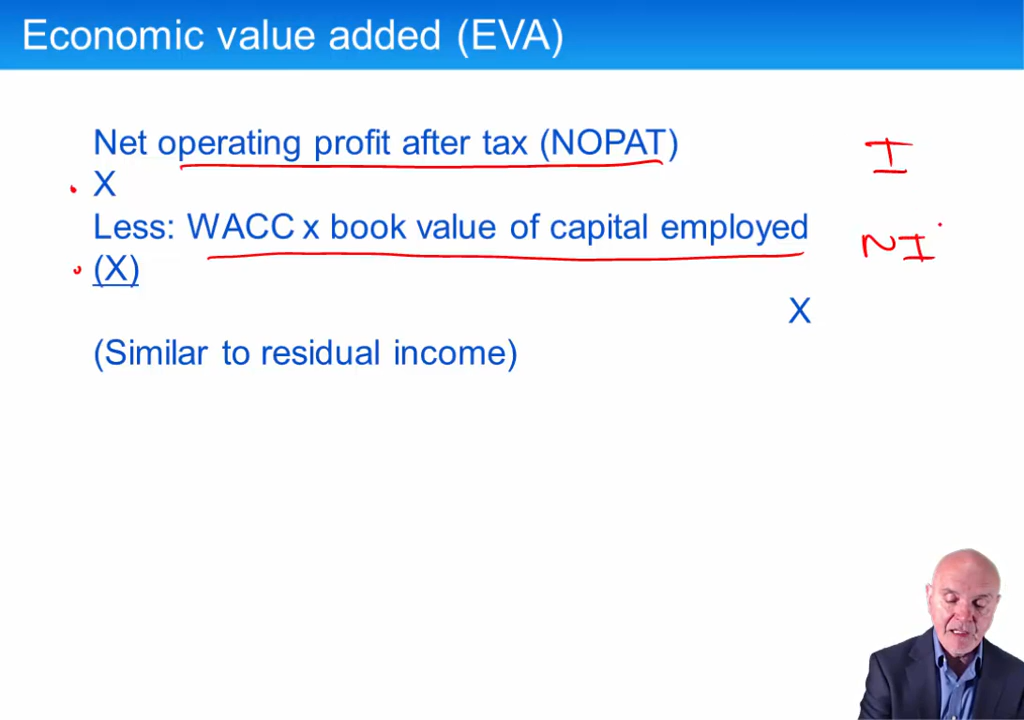 Economic value added (EVA)
Net operating profit after tax (NOPAT)
I
X
Less: WACC x book value of capital employed
NI
(X)
X
(Similar to residual income)